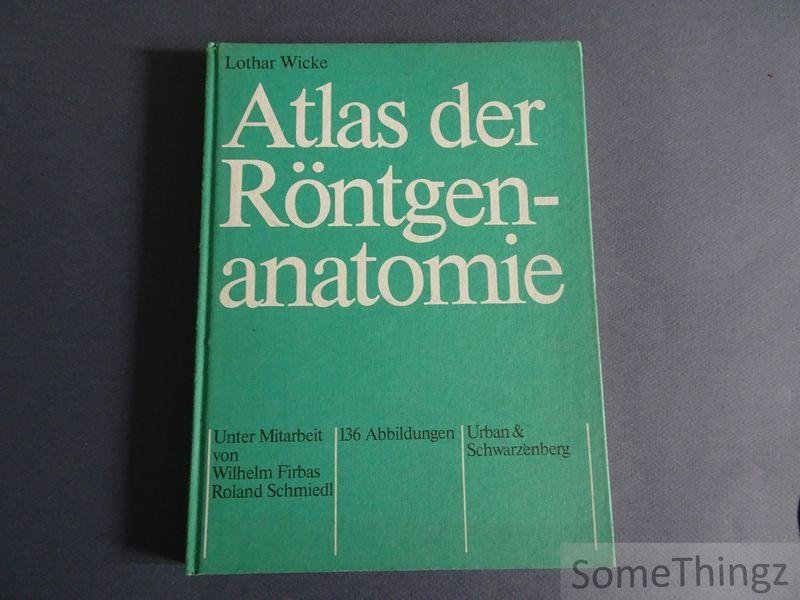 Lothar Wicke
Atlas der
Röntgen-
anatomie
Unter Mitarbeit
von
Wilhelm Firbas
Roland Schmiedl
136 Abbildungen
Urban &
Schwarzenberg
SomeThingz